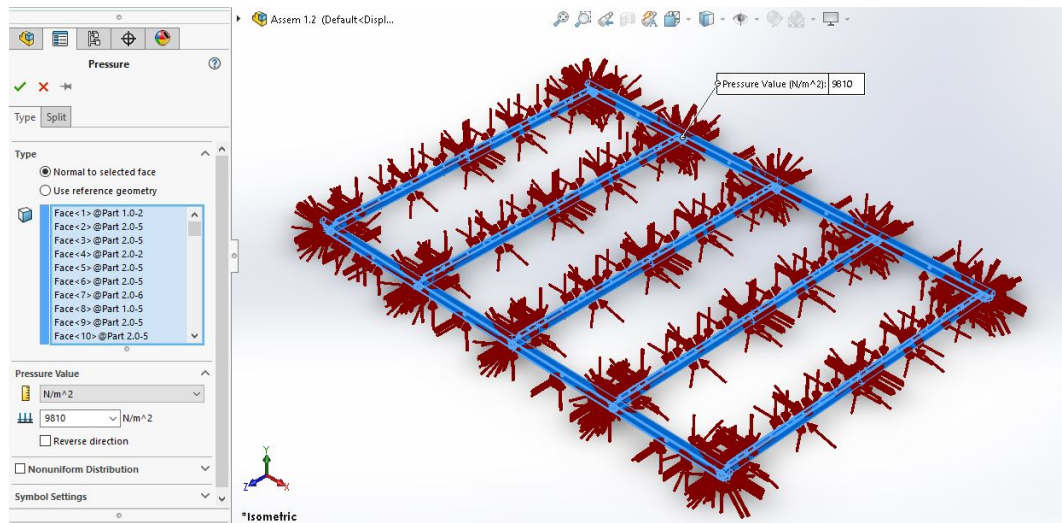 Assem 1.2 (Default<Displ...
Pressure
Type Split
Type
Normal to selected face
Use reference geometry
Face<1>@Part 1.0-2
Face<2>@Part 2.0-5
Face<3>@Part 2.0-5
Face<4>@Part 2.0-2
Face<5>@Part 2.0-5
Face<6>@Part 2.0-5
Face<7>@Part 2.0-6
Face<8>@Part 1.0-5
Face<9>@Part 2.0-5
Face<10>@Part 2.0-5
Pressure Value
N/m^2
9810 N/m^2
Reverse direction
Nonuniform Distribution
Symbol Settings
Pressure Value (N/m^2): 9810
Y
Z X
*Isometric